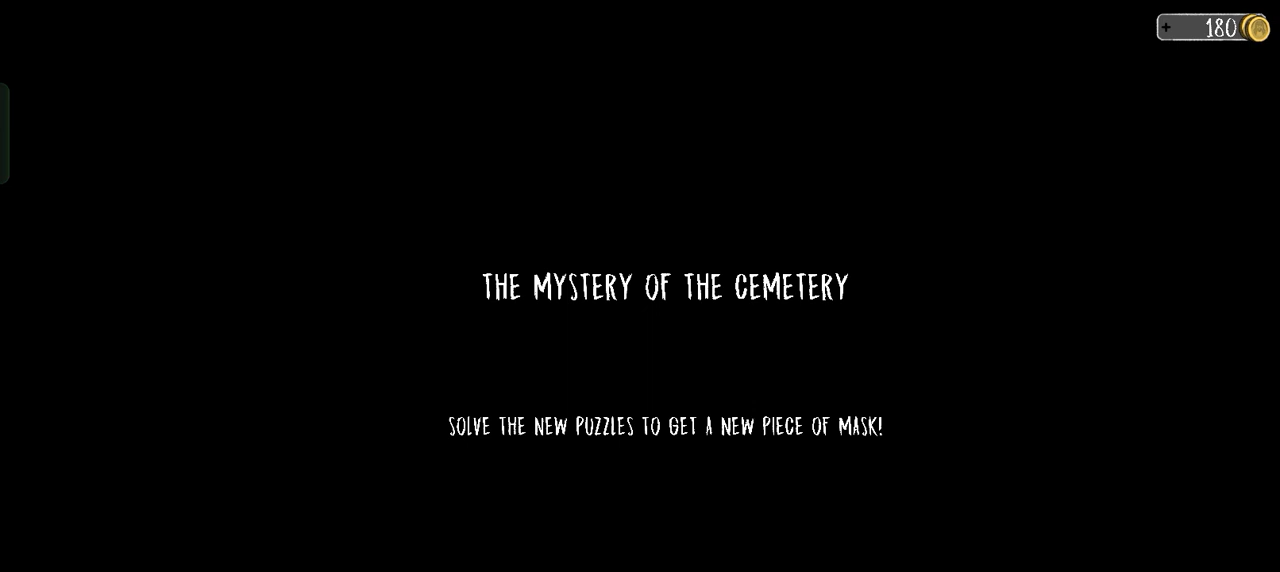 + 180
THE MYSTERY OF THE CEMETERY
SOLVE THE NEW PUZZLES TO GET A NEW PIECE OF MASK!